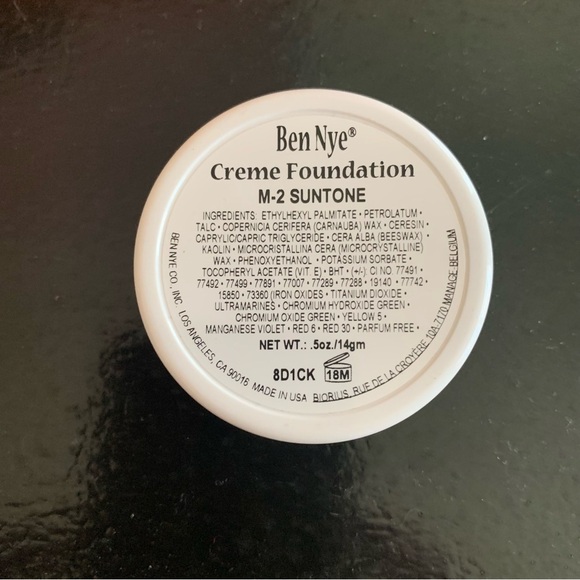 Ben Nye®
Creme Foundation
M-2 SUNTONE
INGREDIENTS: ETHYLHEXYL PALMITATE • PETROLATUM •
TALC • COPERNICIA CERIFERA (CARNAUBA) WAX • CERESIN •
CAPRYLIC/CAPRIC TRIGLYCERIDE • CERA ALBA (BEESWAX) •
KAOLIN • MICROCRISTALLINA CERA (MICROCRYSTALLINE)
WAX • PHENOXYETHANOL • POTASSIUM SORBATE •
TOCOPHERYL ACETATE (VIT. E) • BHT • (+/-) CI NO. 77491 •
77492 • 77499 • 77891 • 77007 • 77289 • 77288 • 19140 • 77742 •
15850 • 73360 (IRON OXIDES • TITANIUM DIOXIDE •
ULTRAMARINES • CHROMIUM HYDROXIDE GREEN •
CHROMIUM OXIDE GREEN • YELLOW 5 •
MANGANESE VIOLET • RED 6 • RED 30 • PARFUM FREE •
NET WT.: .5oz./14gm
8D1CK 18M
BEN NYE CO., INC. LOS ANGELES, CA 90016 MADE IN USA BIORIUS, RUE DE LA CROYÈRE 10A/7170 MANAGE BELGIUM